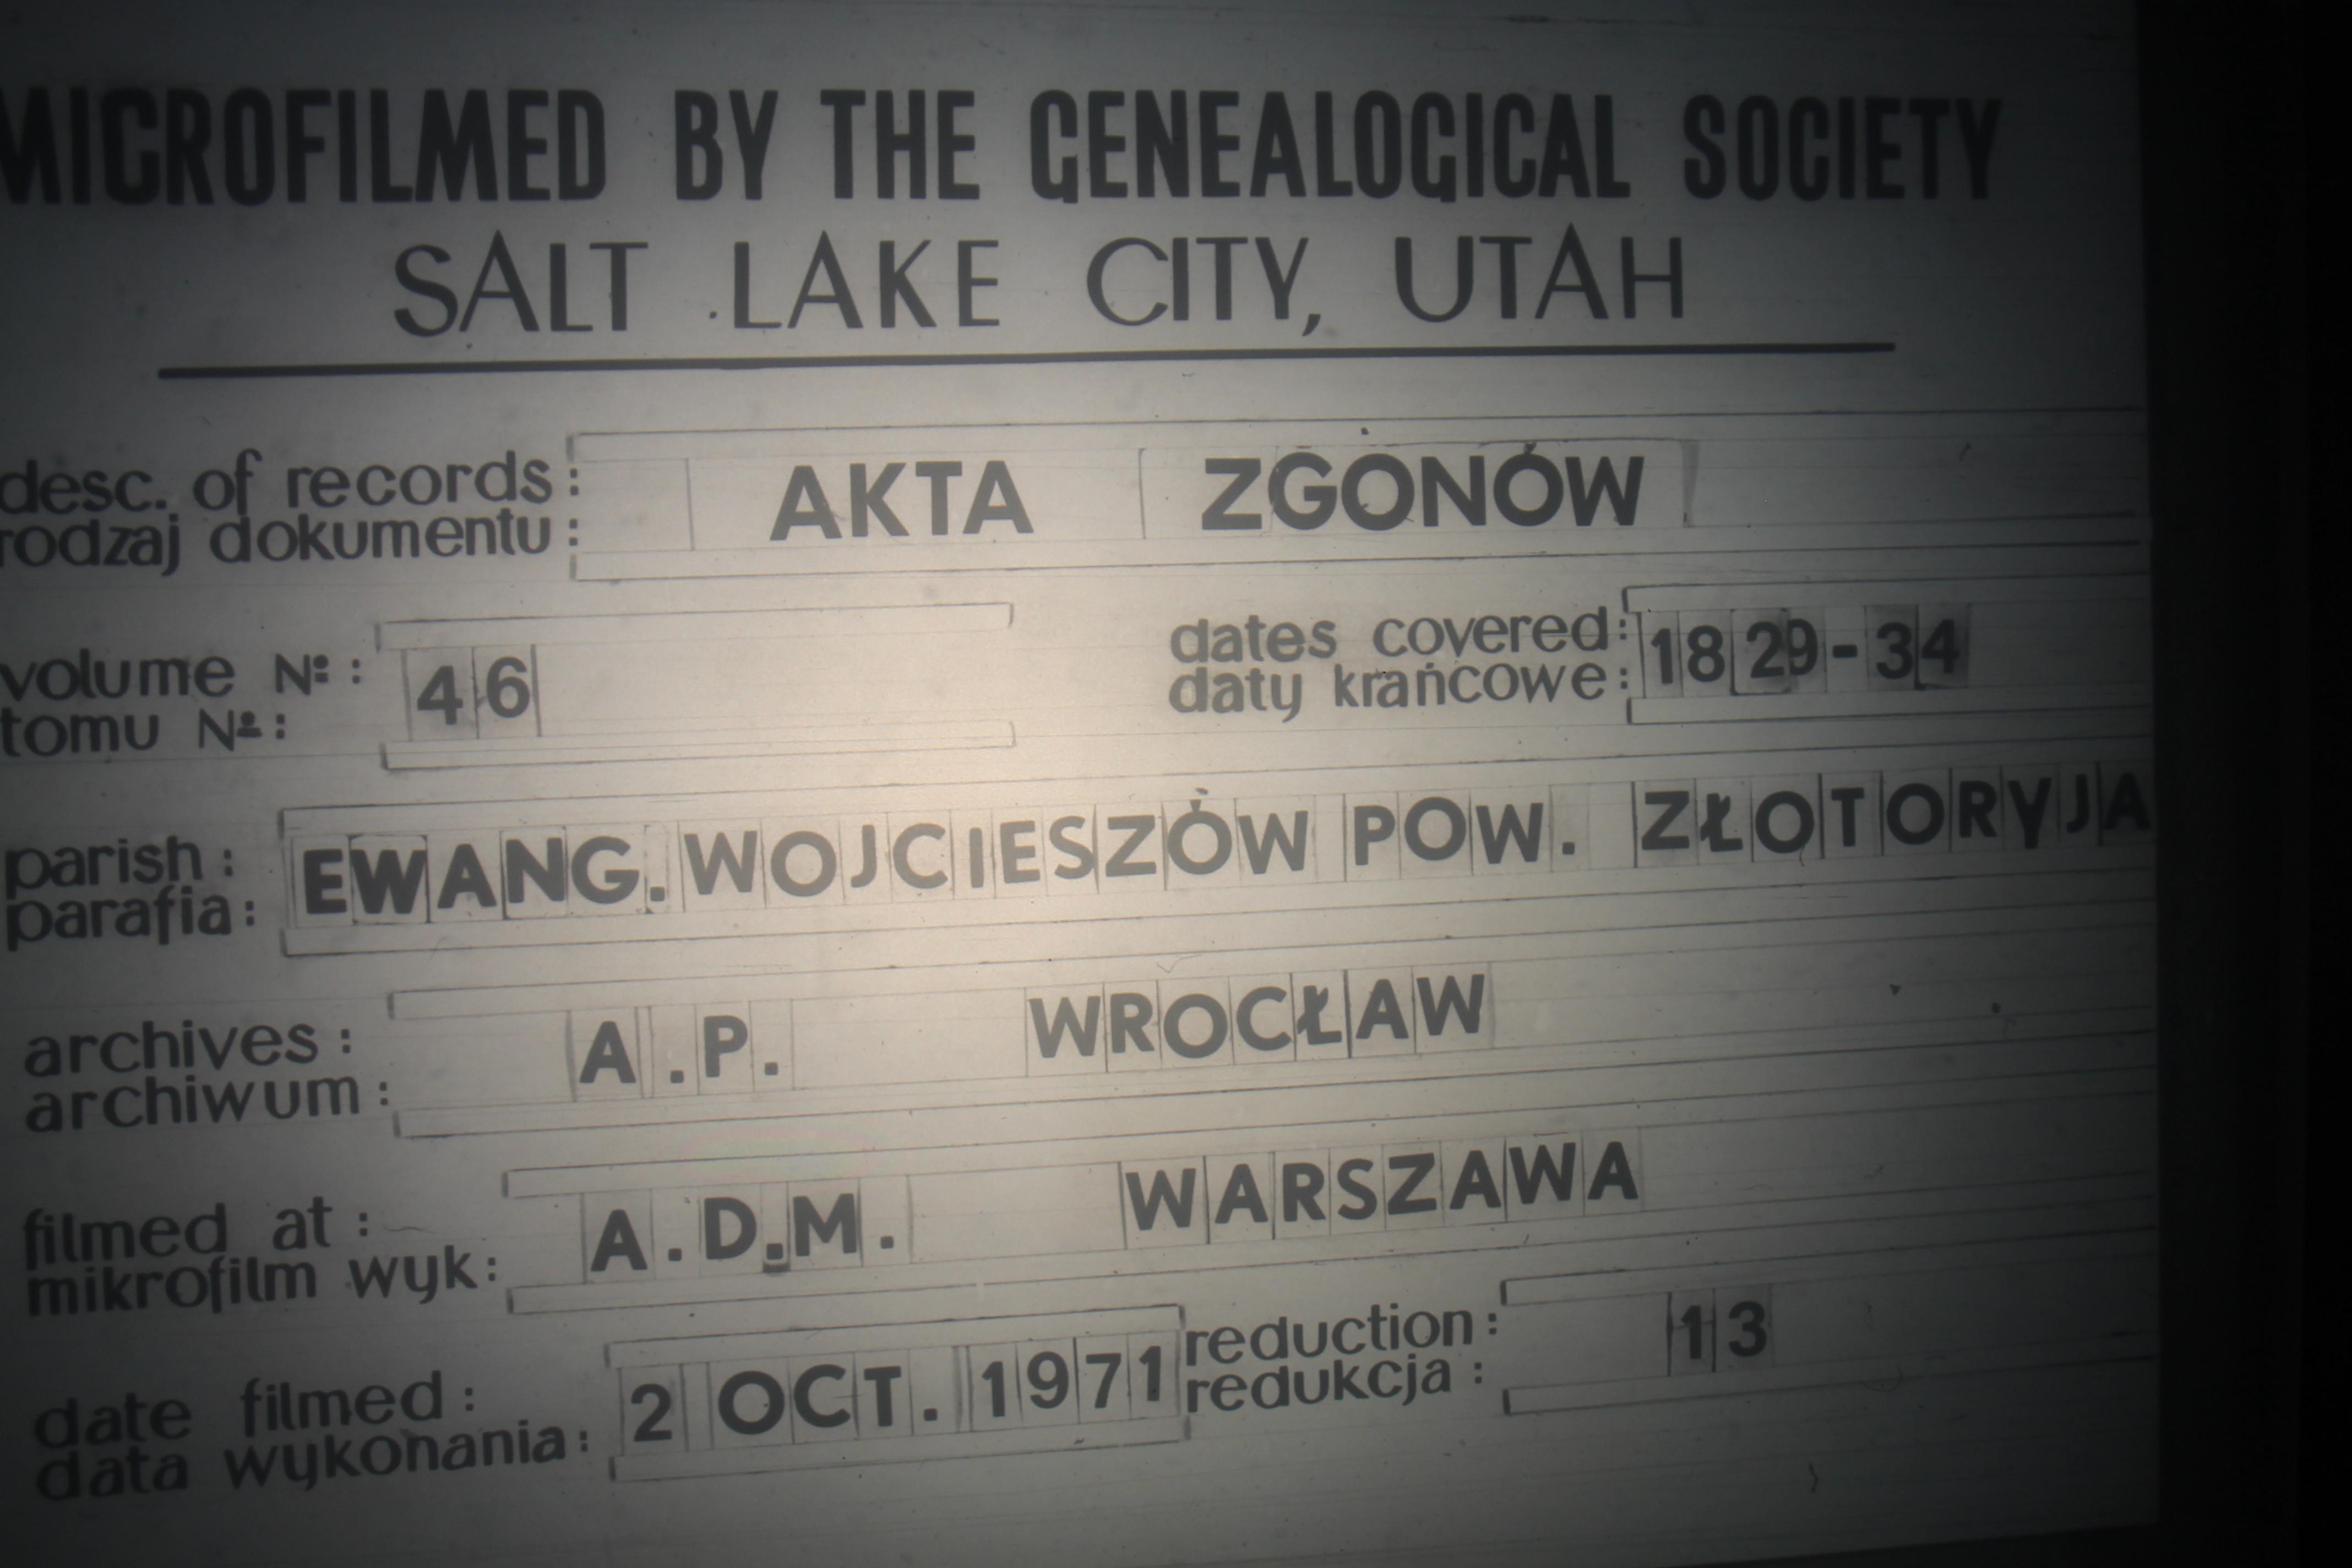 MICROFILMED BY THE GENEALOGICAL SOCIETY
SALT LAKE CITY, UTAH
desc. of records: AKTA ZGONÓW
rodzaj dokumentu:
volume Nº: 46
tomu Nº:
dates covered: 1829-34
daty krańcowe:
parish: EWANG. WOJCIESZÓW POW. ZŁOTORYJA
parafia:
archives: A.P. WROCŁAW
archiwum:
filmed at: A.D.M. WARSZAWA
mikrofilm wyk:
date filmed: 2 OCT. 1971
data wykonania:
reduction: 13
redukcja: